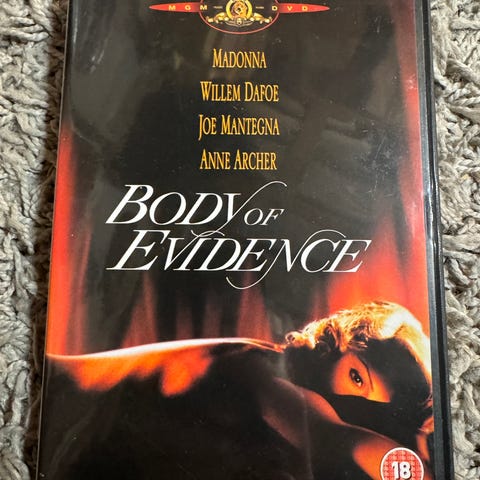 MGM DVD
MADONNA
WILLEM DAFOE
JOE MANTEGNA
ANNE ARCHER
BODY OF
EVIDENCE
18